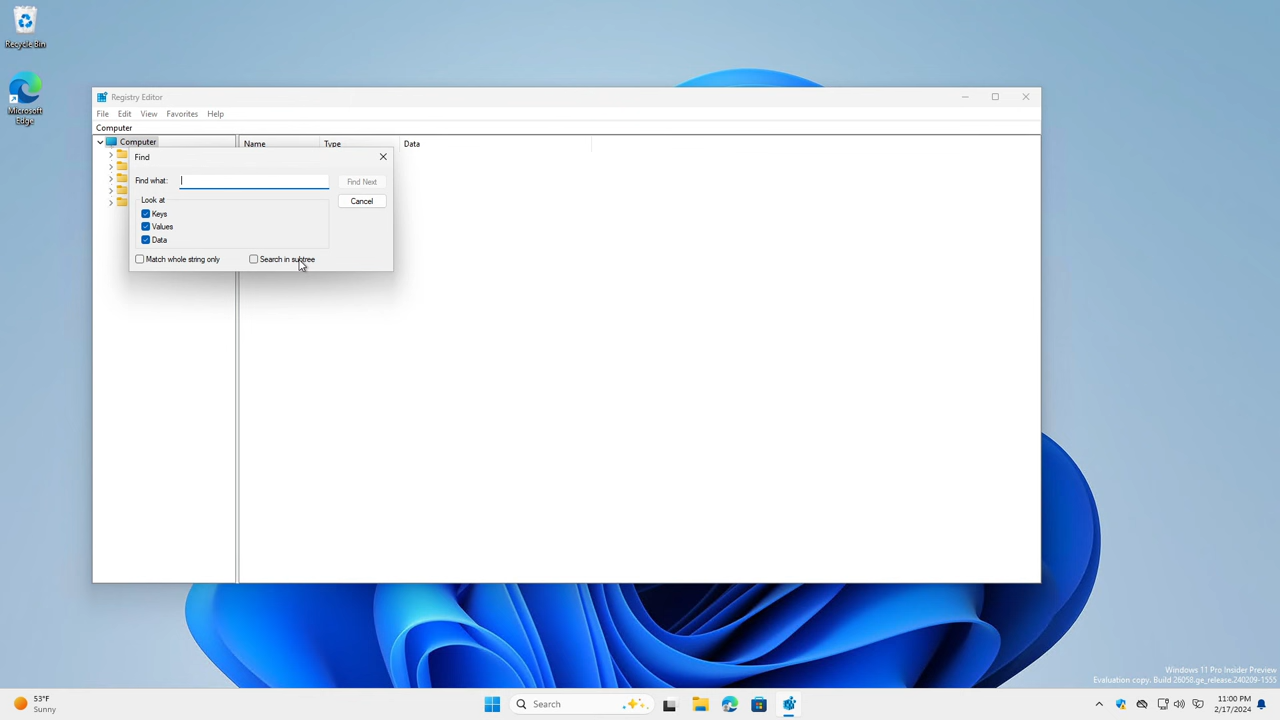 Recycle Bin
Microsoft
Edge
Registry Editor
File Edit View Favorites Help
Computer
Computer
Name Type Data
Find
Find what:
Find Next
Look at
Cancel
Keys
Values
Data
Match whole string only
Search in subtree
Windows 11 Pro Insider Preview
Evaluation copy. Build 26058.ge_release.240209-1555
53°F
Sunny
Search
11:00 PM
2/17/2024